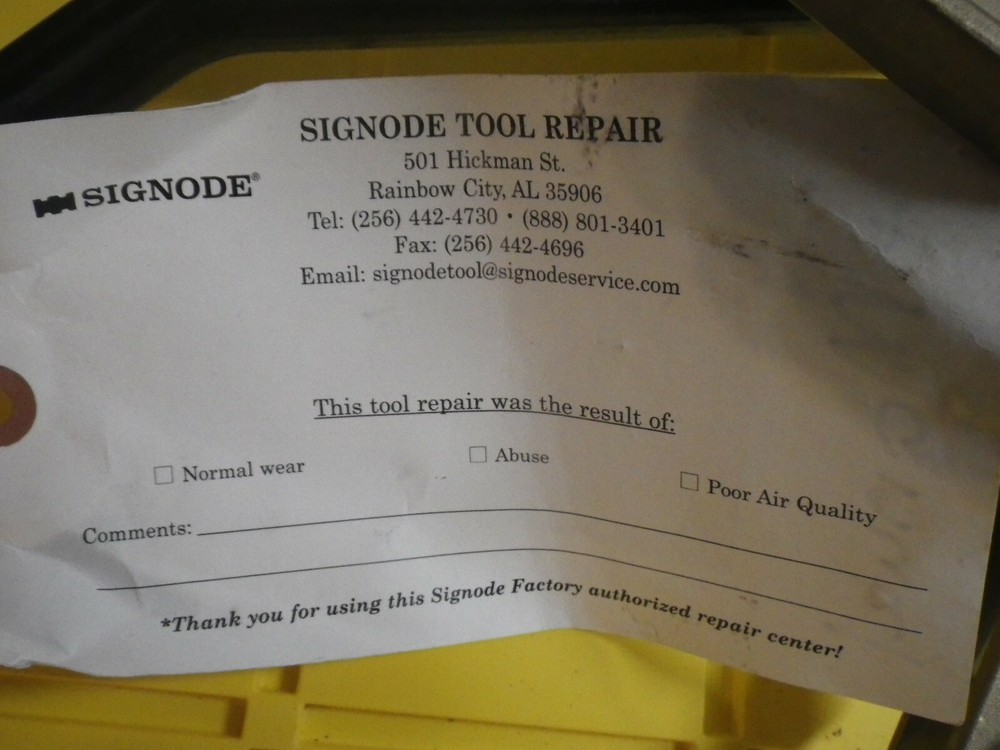 SIGNODE TOOL REPAIR
501 Hickman St.
SIGNODE®
Rainbow City, AL 35906
Tel: (256) 442-4730 • (888) 801-3401
Fax: (256) 442-4696
Email: signodetool@signodeservice.com
This tool repair was the result of:
☐ Normal wear ☐ Abuse ☐ Poor Air Quality
Comments:
*Thank you for using this Signode Factory authorized repair center!